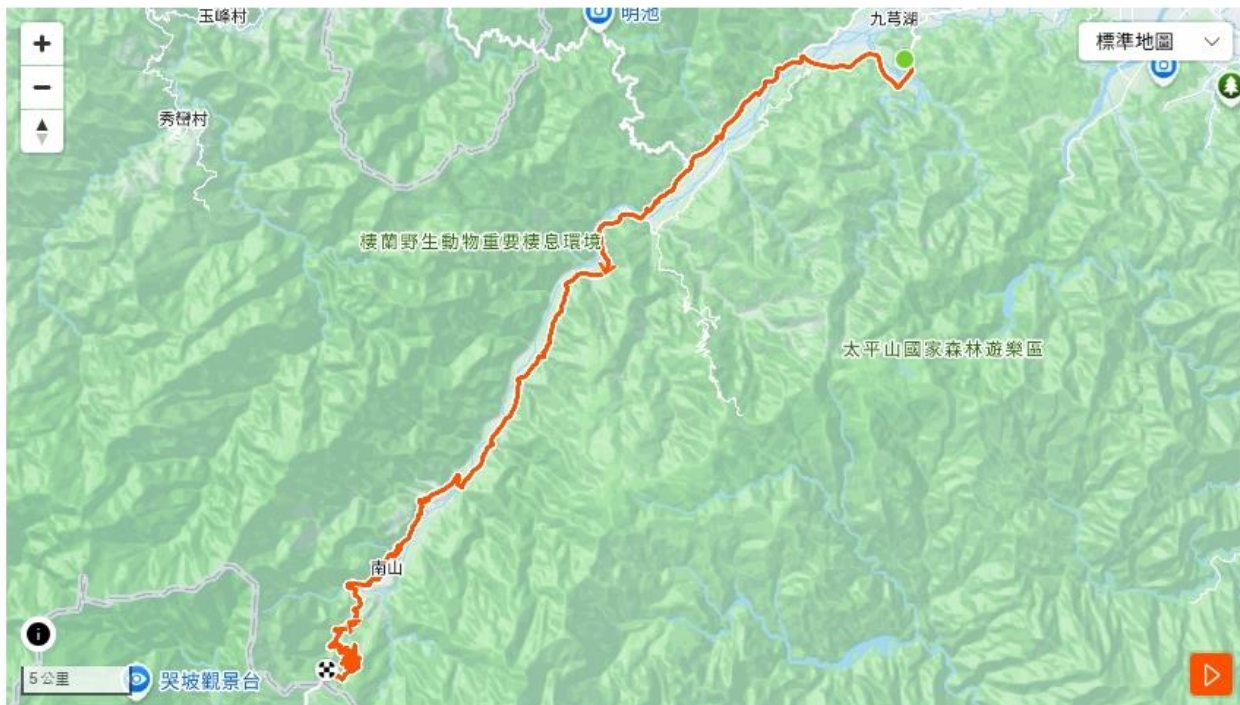 玉峰村
明池
九芎湖
標準地圖
秀巒村
棲蘭野生動物重要棲息環境
太平山國家森林遊樂區
南山
5 公里
哭坡觀景台